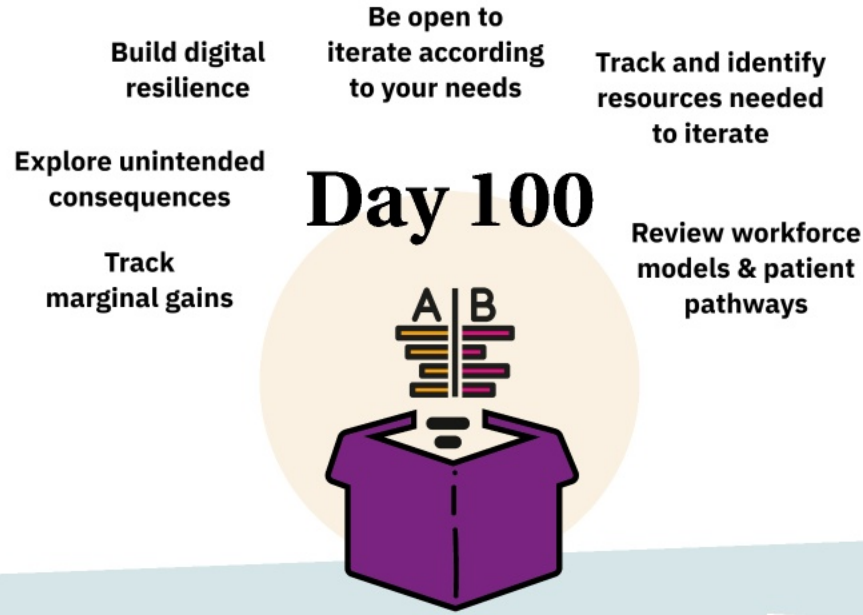 Be open to
iterate according
to your needs
Build digital
resilience
Track and identify
resources needed
to iterate
Explore unintended
consequences
Day 100
Review workforce
models & patient
pathways
Track
marginal gains
A B